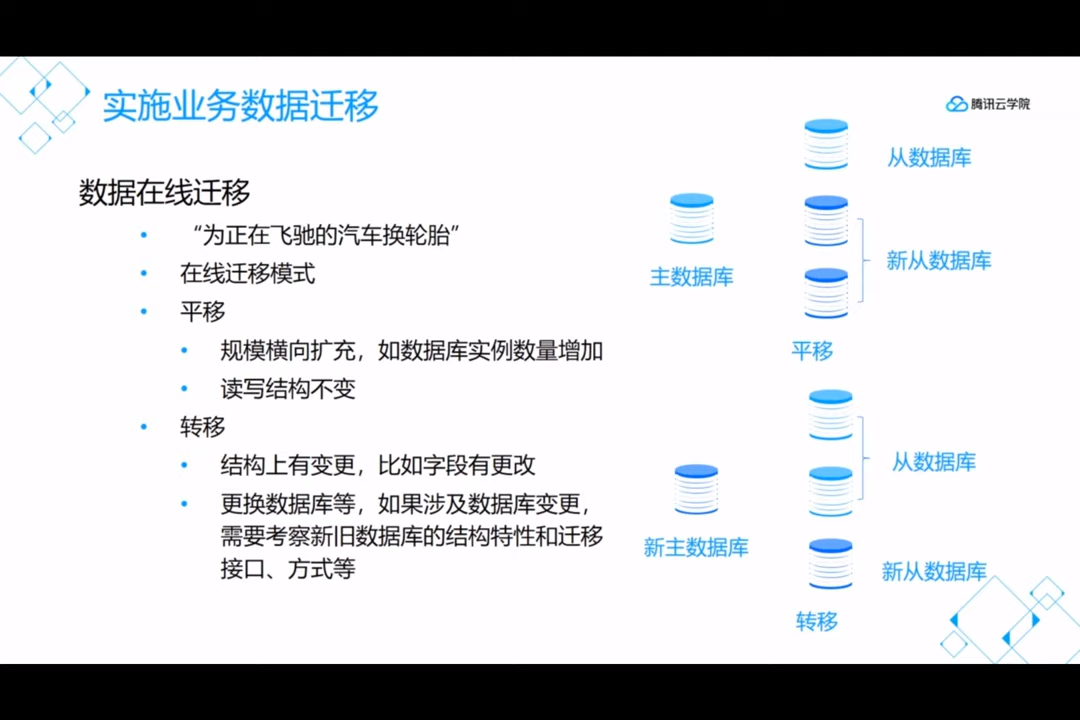 实施业务数据迁移
腾讯云学院
数据在线迁移
“为正在飞驰的汽车换轮胎”
在线迁移模式
平移
规模横向扩充，如数据库实例数量增加
读写结构不变
转移
结构上有变更，比如字段有更改
更换数据库等，如果涉及数据库变更，
需要考察新旧数据库的结构特性和迁移
接口、方式等
从数据库
主数据库
新从数据库
平移
从数据库
新主数据库
新从数据库
转移